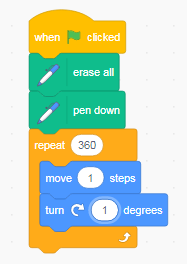 when clicked
erase all
pen down
repeat 360
move 1 steps
turn 1 degrees